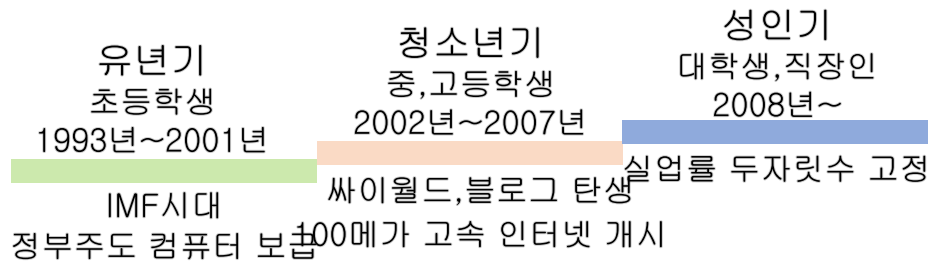 유년기
초등학생
1993년~2001년
IMF시대
정부주도 컴퓨터 보급
청소년기
중,고등학생
2002년~2007년
싸이월드,블로그 탄생
100메가 고속 인터넷 개시
성인기
대학생,직장인
2008년~
실업률 두자릿수 고정